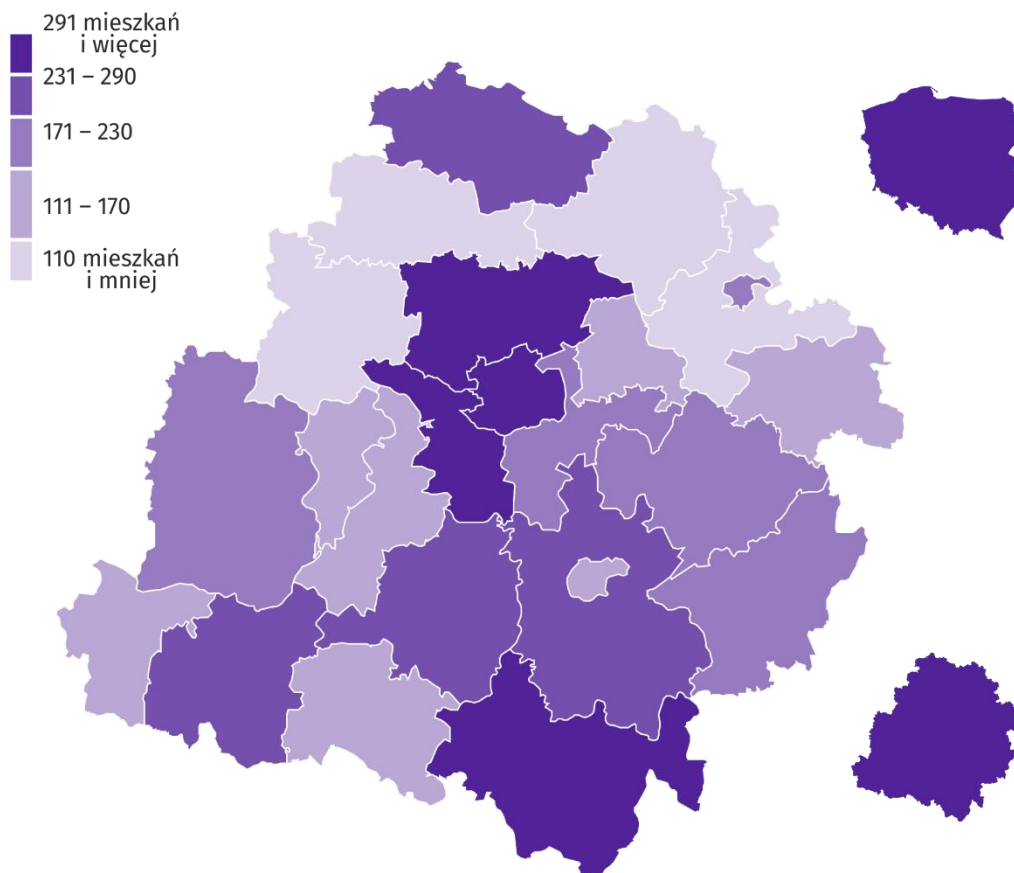 291 mieszkań
i więcej
231 – 290
171 – 230
111 – 170
110 mieszkań
i mniej